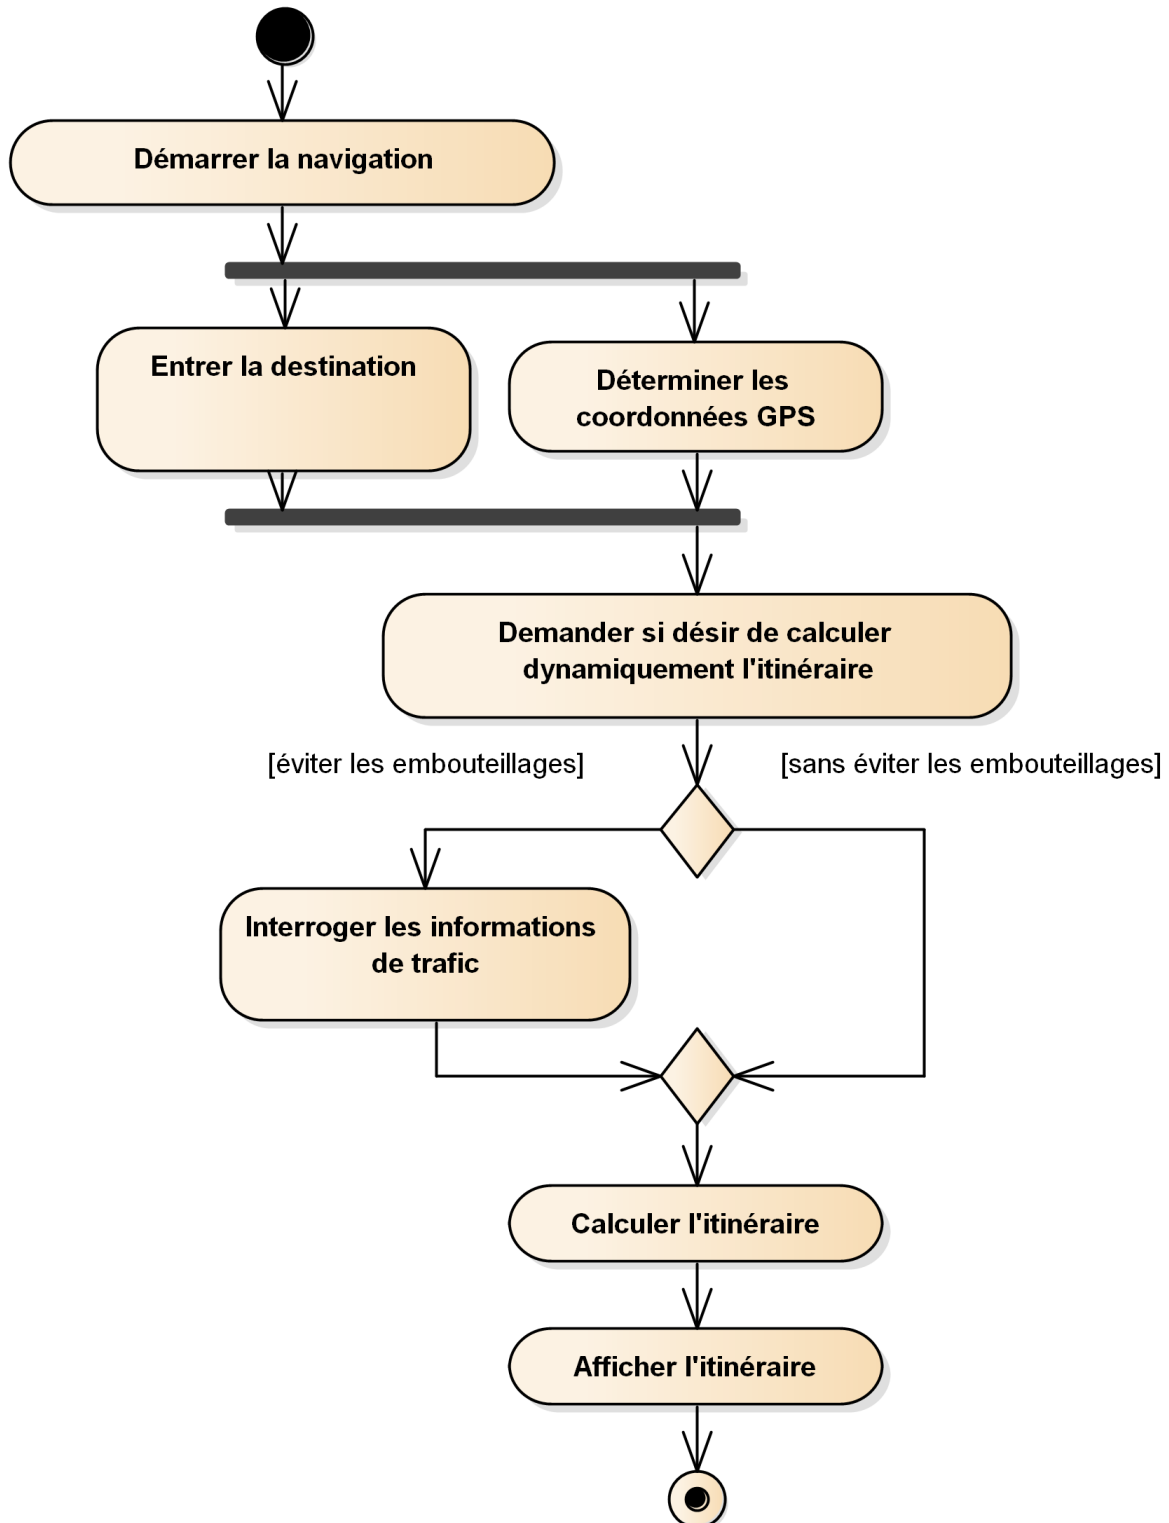 Démarrer la navigation
Entrer la destination
Déterminer les
coordonnées GPS
Demander si désir de calculer
dynamiquement l'itinéraire
[éviter les embouteillages]
[sans éviter les embouteillages]
Interroger les informations
de trafic
Calculer l'itinéraire
Afficher l'itinéraire